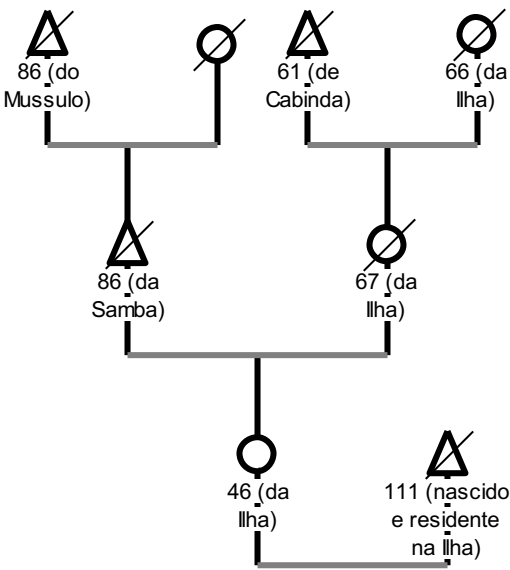 86 (do
Mussulo)
61 (de
Cabinda)
66 (da
Ilha)
86 (da
Samba)
67 (da
Ilha)
46 (da
Ilha)
111 (nascido
e residente
na Ilha)